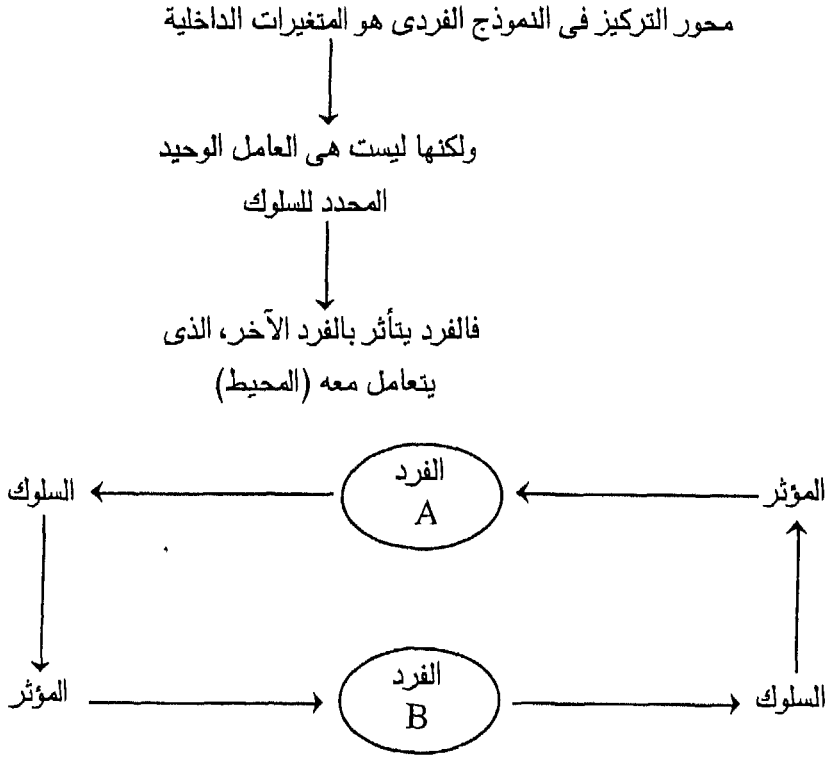 محور التركيز فى النموذج الفردى هو المتغيرات الداخلية
ولكنها ليست هى العامل الوحيد
المحدد للسلوك
فالفرد يتأثر بالفرد الآخر، الذى
يتعامل معه (المحيط)
المؤثر
الفرد
A
السلوك
المؤثر
الفرد
B
السلوك